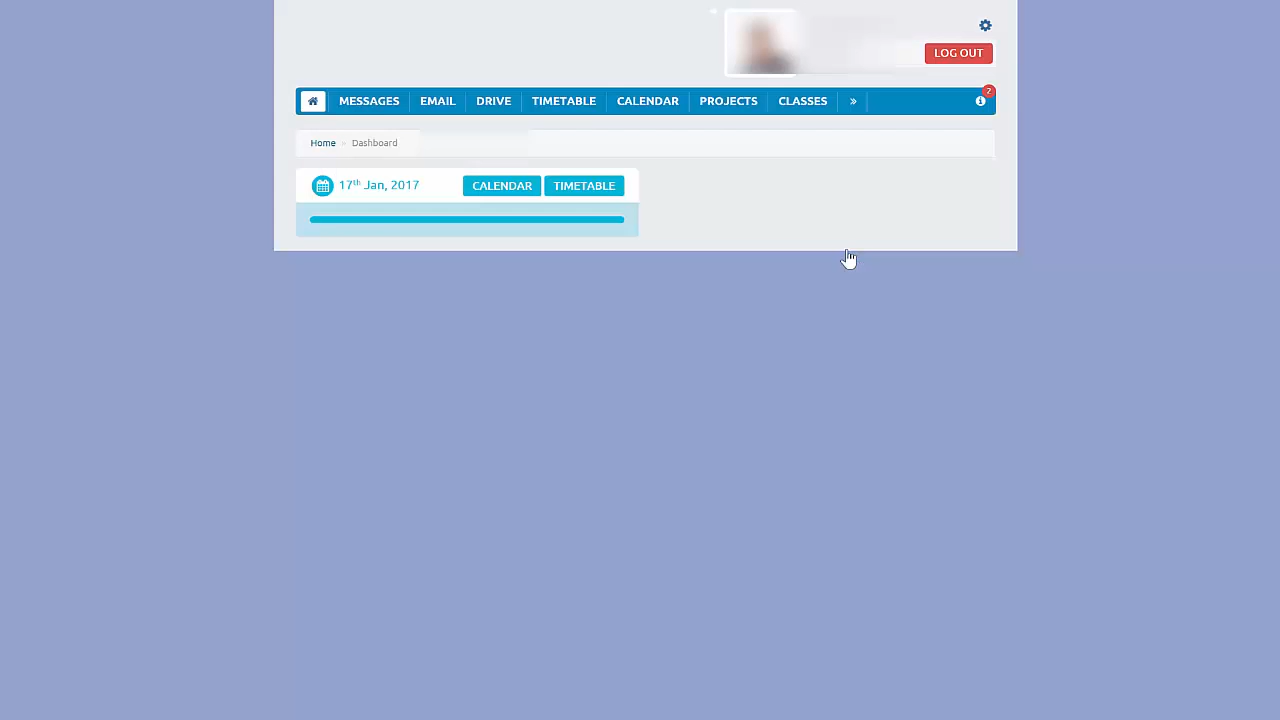 LOG OUT
MESSAGES EMAIL DRIVE TIMETABLE CALENDAR PROJECTS CLASSES » 2
Home » Dashboard
17th Jan, 2017 CALENDAR TIMETABLE